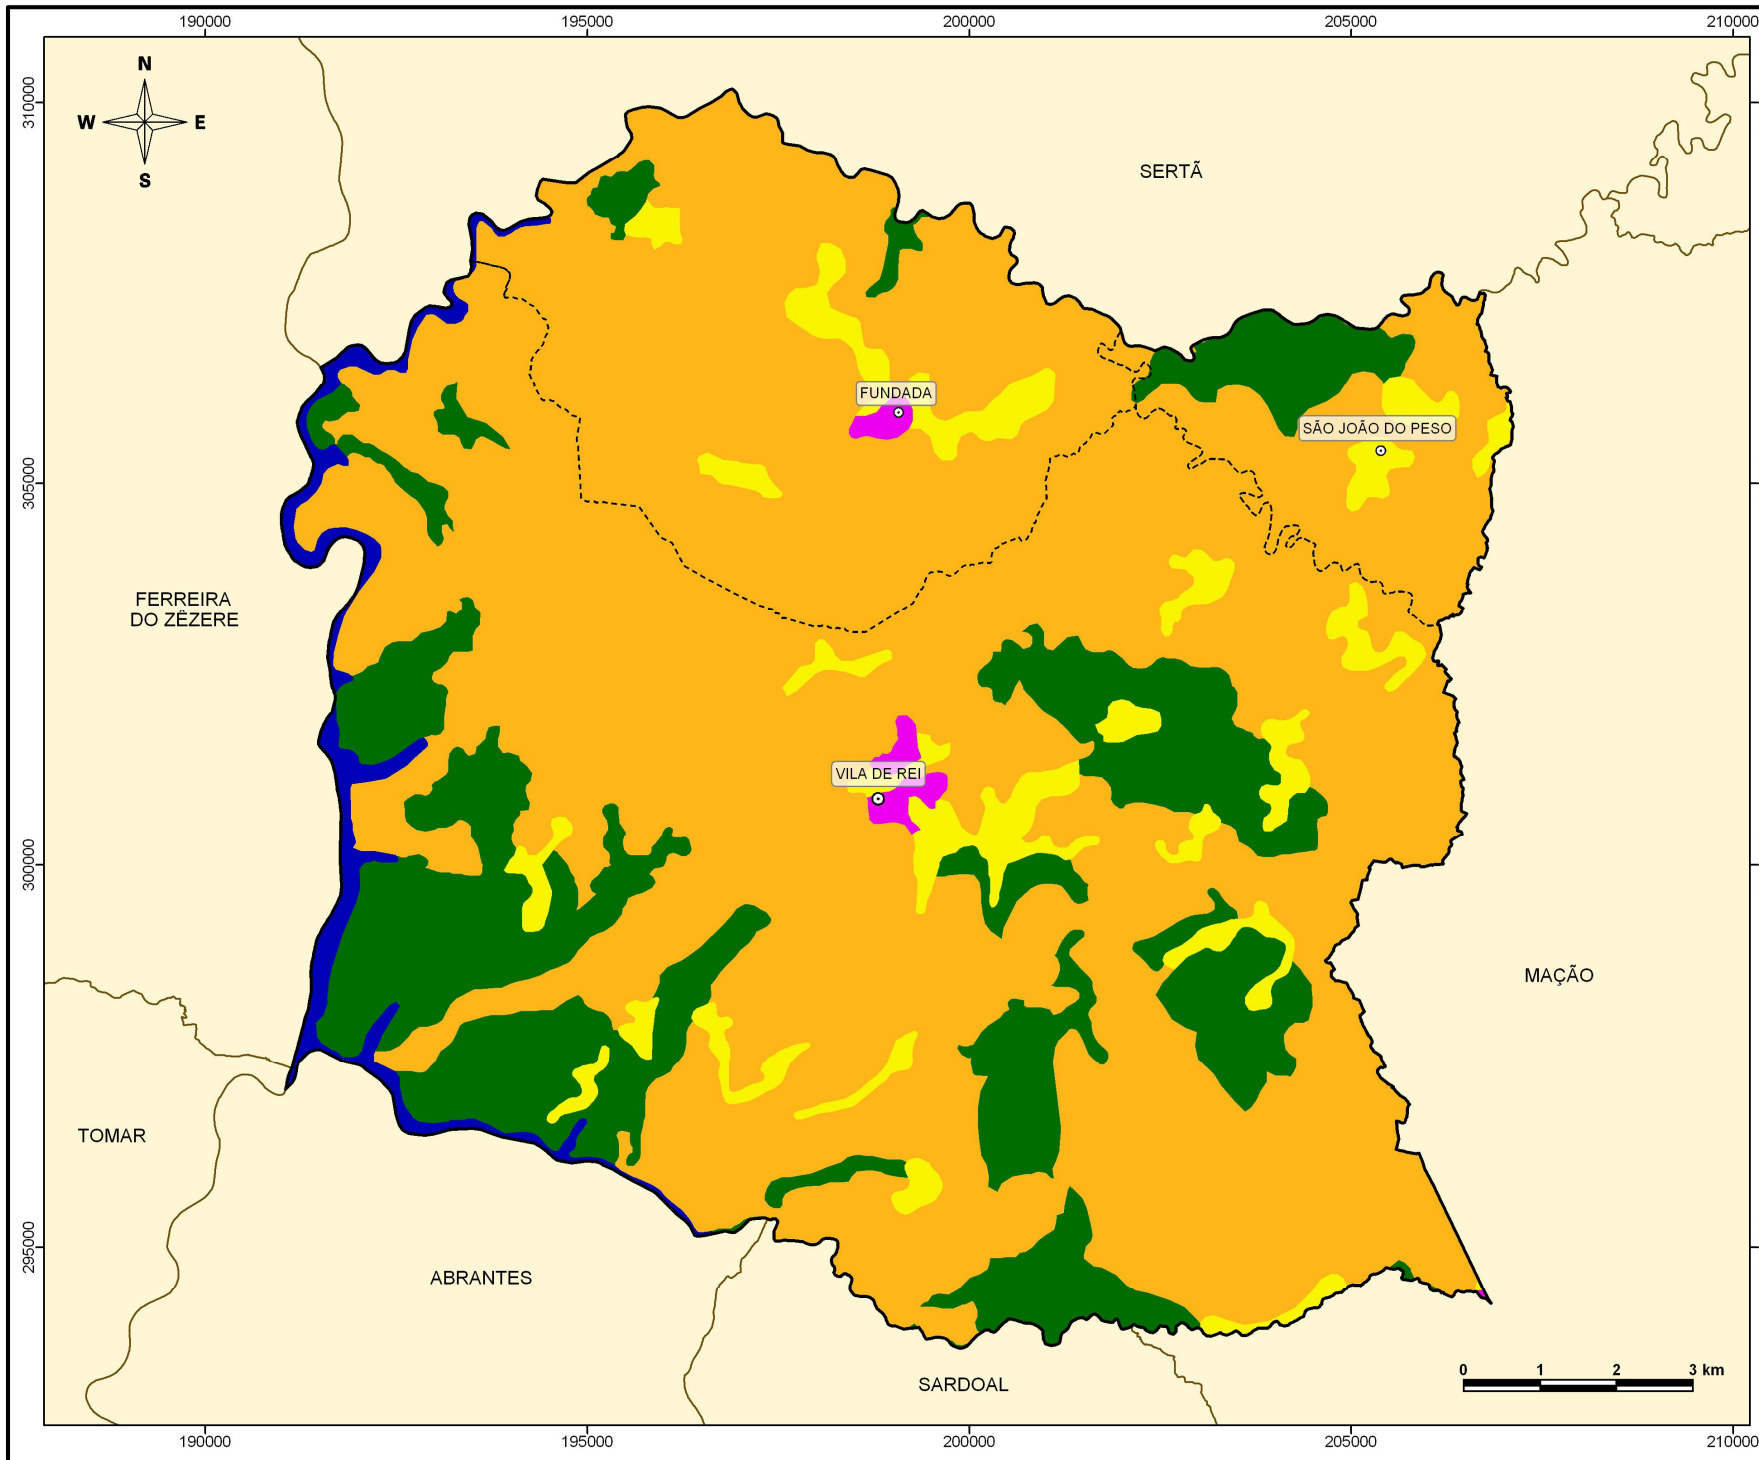 190000 195000 200000 205000 210000
N
W E
S
310000
305000
300000
295000
SERTÃ
FUNDADA
SÃO JOÃO DO PESO
FERREIRA
DO ZÊZERE
VILA DE REI
MAÇÃO
TOMAR
ABRANTES
SARDOAL
0 1 2 3 km
190000 195000 200000 205000 210000